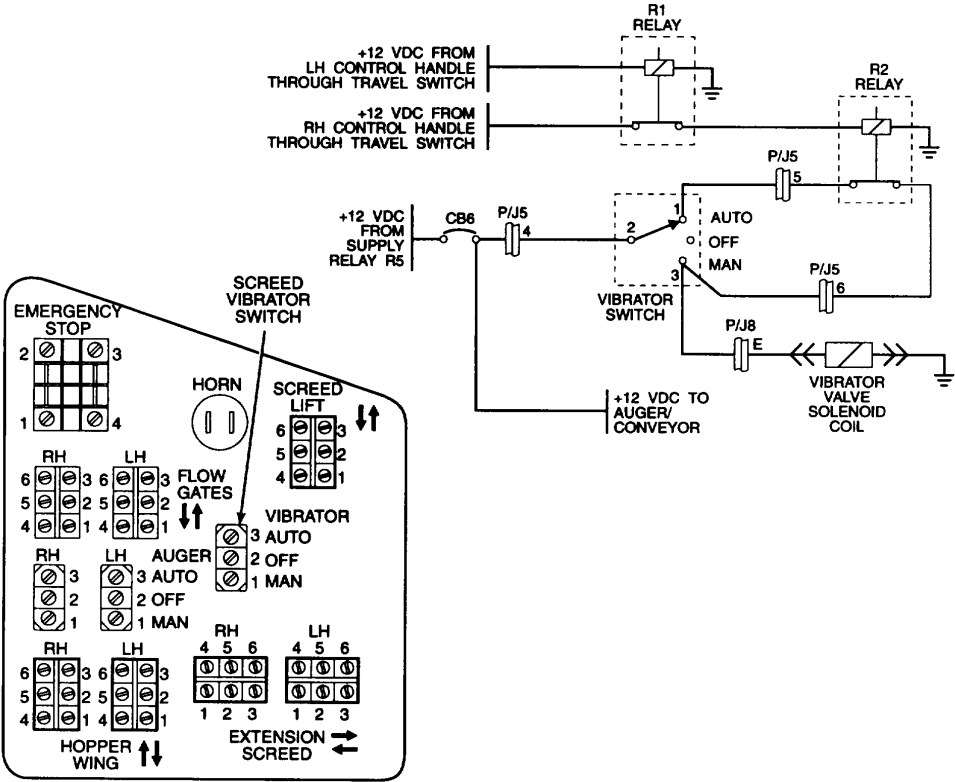 R1
RELAY
+12 VDC FROM
LH CONTROL HANDLE
THROUGH TRAVEL SWITCH
R2
RELAY
+12 VDC FROM
RH CONTROL HANDLE
THROUGH TRAVEL SWITCH
P/J5
5
+12 VDC
FROM
SUPPLY
RELAY R5
CB6
P/J5
4
2
1
AUTO
OFF
MAN
3
VIBRATOR
SWITCH
P/J5
6
P/J8
E
VIBRATOR
VALVE
SOLENOID
COIL
+12 VDC TO
AUGER/
CONVEYOR
SCREED
VIBRATOR
SWITCH
EMERGENCY
STOP
2 3
1 4
HORN
SCREED
LIFT
6 3
5 2
4 1
RH LH
6 3 6 3
5 2 5 2
4 1 4 1
FLOW
GATES
VIBRATOR
3 AUTO
2 OFF
1 MAN
RH LH AUGER
3 3 AUTO
2 2 OFF
1 1 MAN
RH LH
6 3 6 3
5 2 5 2
4 1 4 1
HOPPER
WING
RH LH
4 5 6 4 5 6
1 2 3 1 2 3
EXTENSION
SCREED